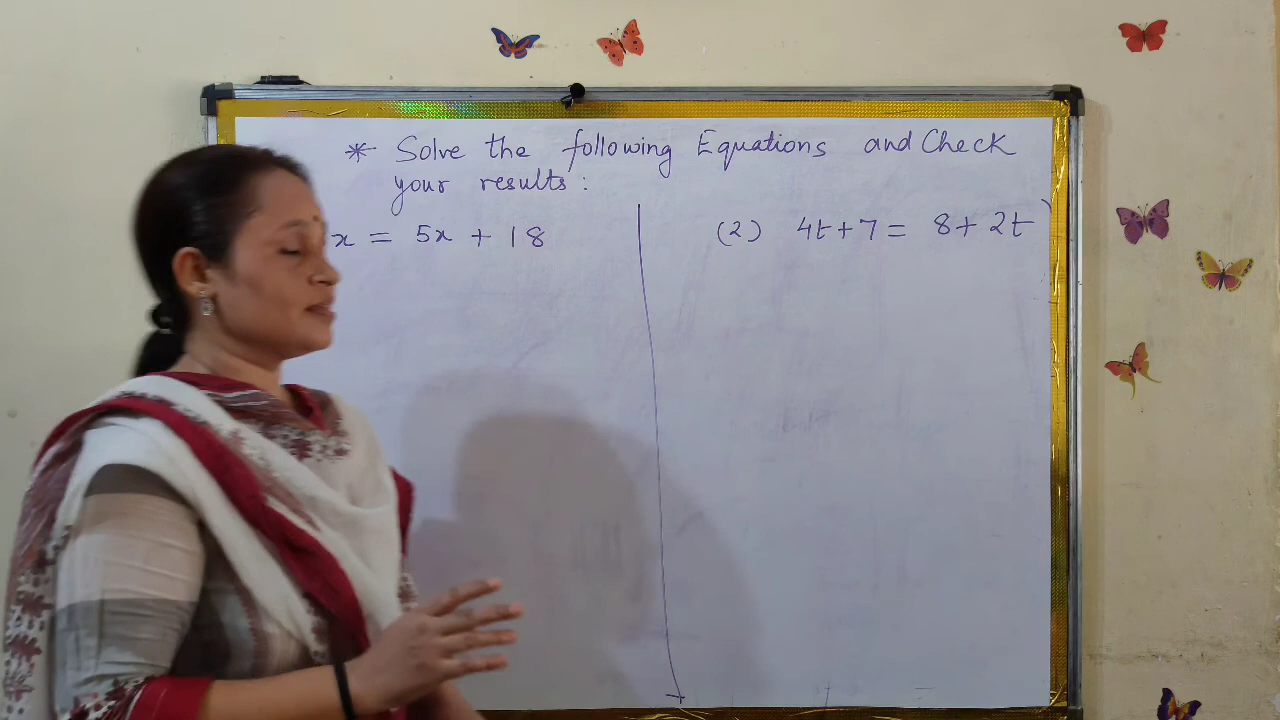 * Solve the following Equations and Check
your results :
x = 5x + 18
(2) 4t + 7 = 8 + 2t